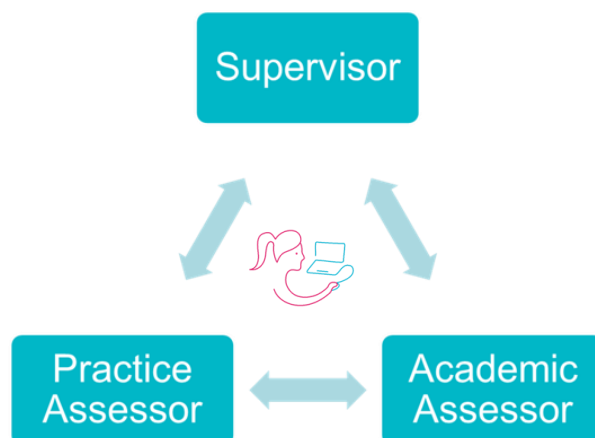 Supervisor
Practice
Assessor
Academic
Assessor